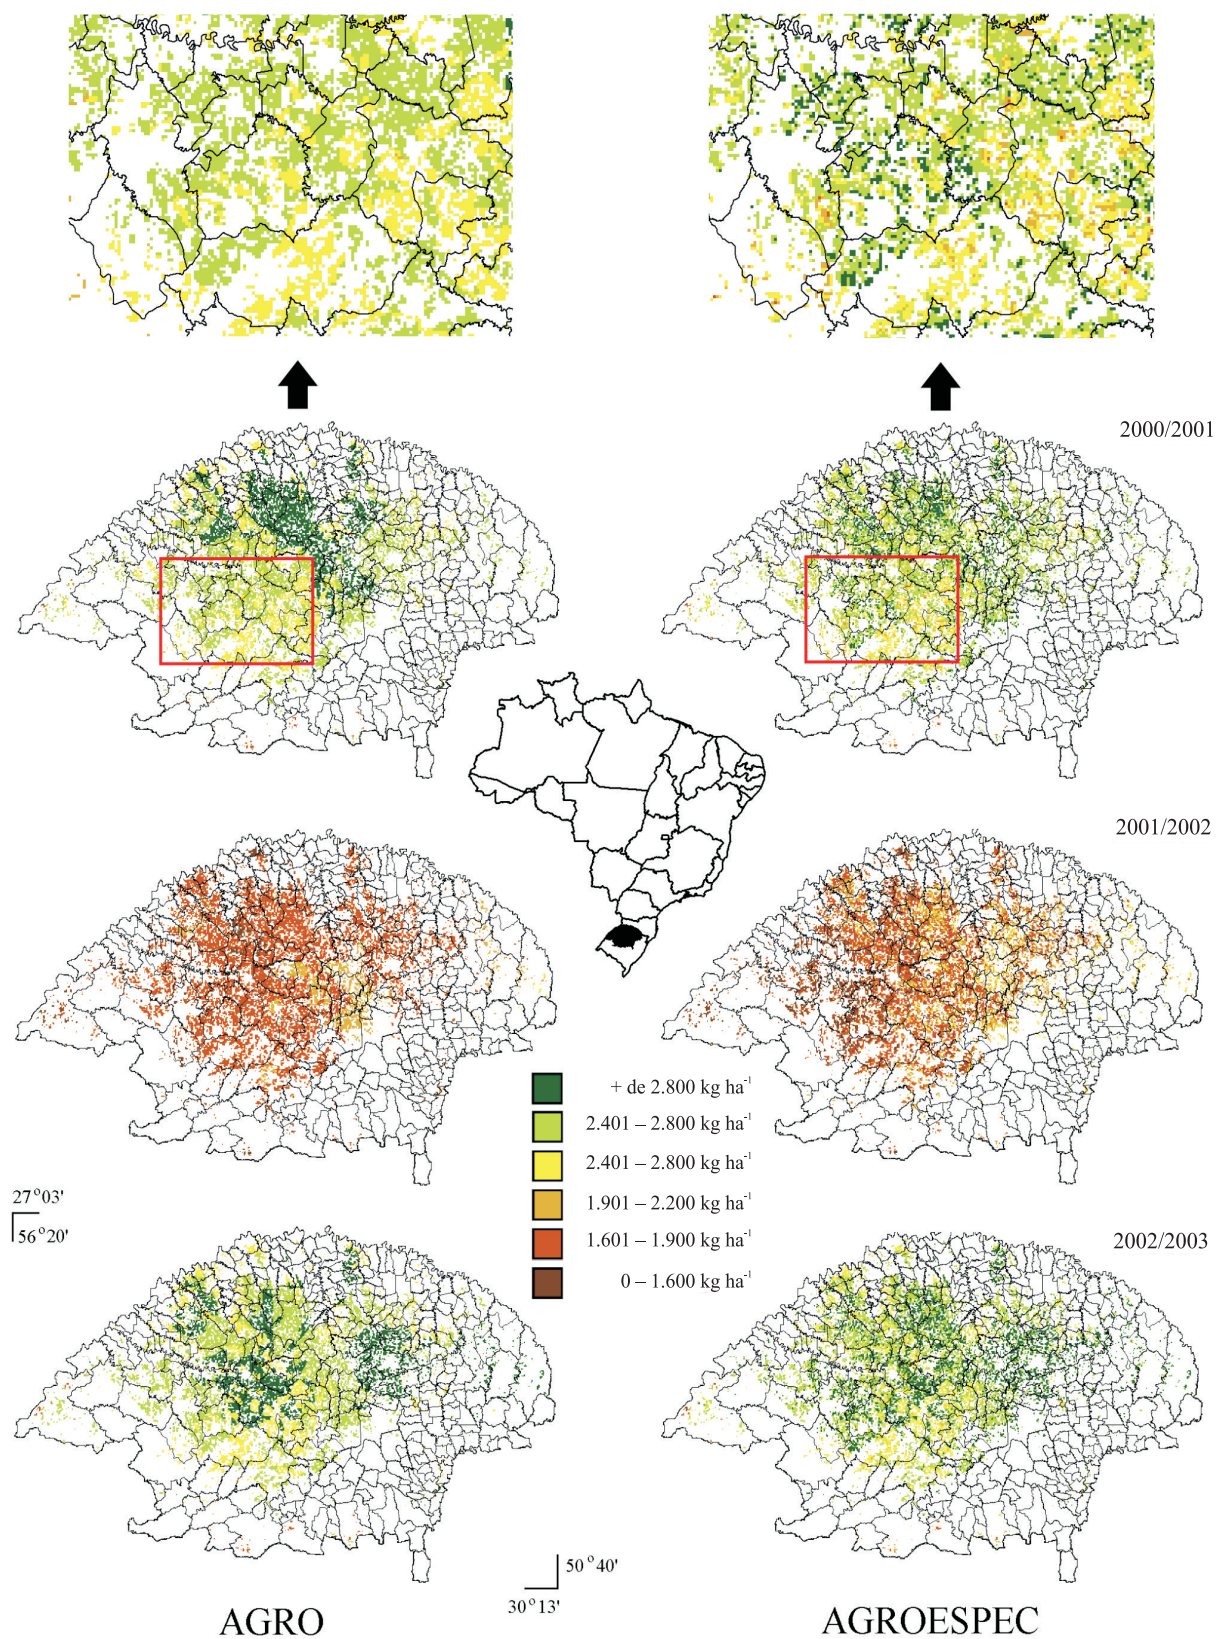 2000/2001
2001/2002
+ de 2.800 kg ha⁻¹
2.401 – 2.800 kg ha⁻¹
2.401 – 2.800 kg ha⁻¹
1.901 – 2.200 kg ha⁻¹
1.601 – 1.900 kg ha⁻¹
0 – 1.600 kg ha⁻¹
27°03'
56°20'
2002/2003
50°40'
30°13'
AGRO
AGROESPEC